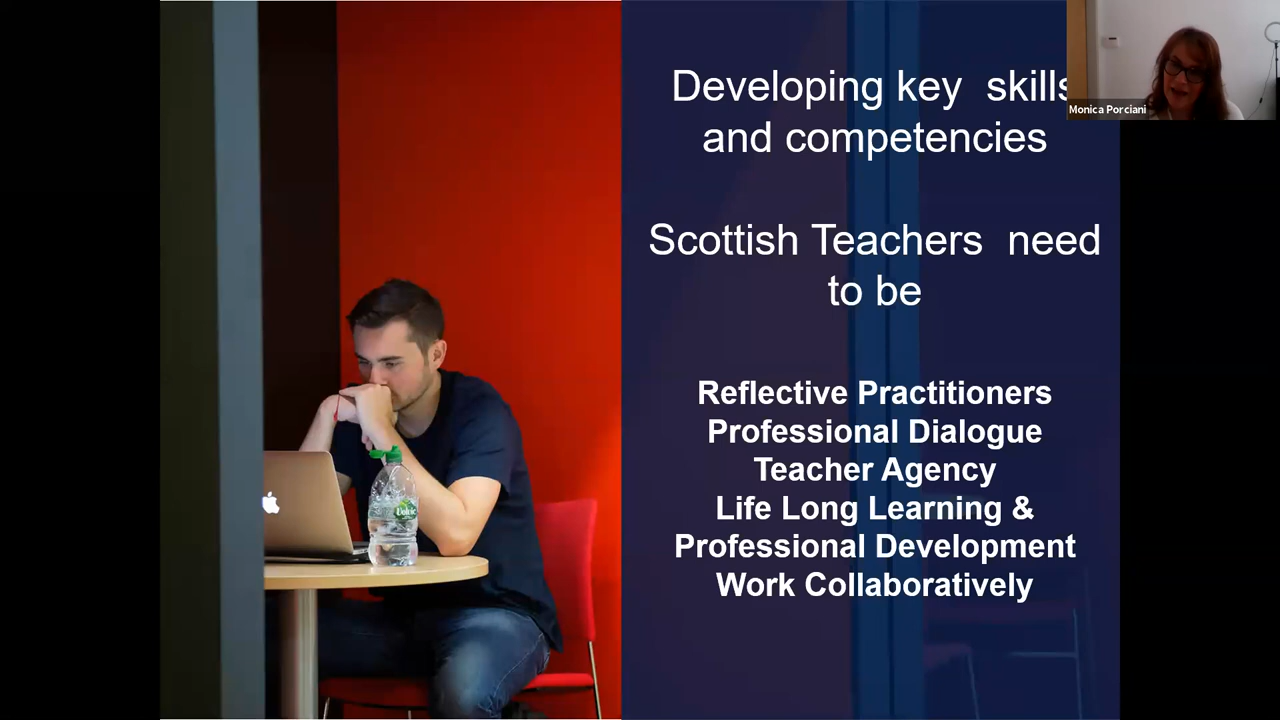 Developing key skills
and competencies
Scottish Teachers need
to be
Reflective Practitioners
Professional Dialogue
Teacher Agency
Life Long Learning &
Professional Development
Work Collaboratively
Monica Porciani
Volvic